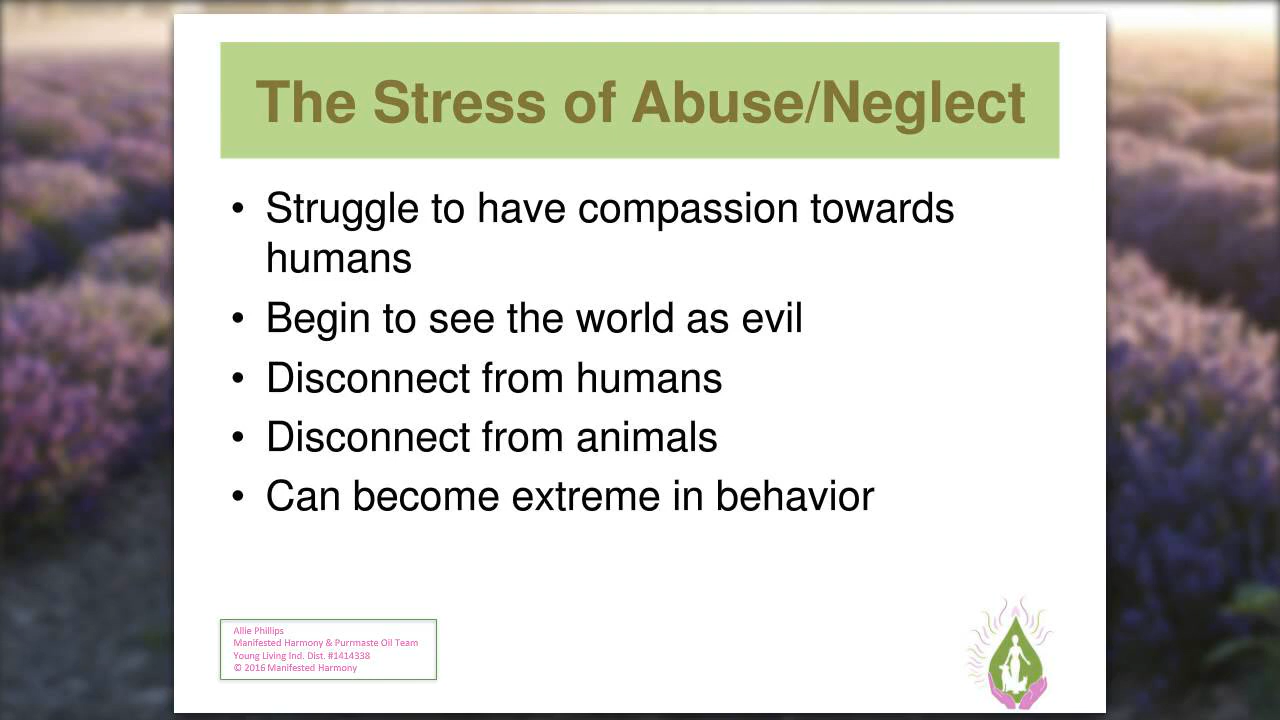 The Stress of Abuse/Neglect
• Struggle to have compassion towards
humans
• Begin to see the world as evil
• Disconnect from humans
• Disconnect from animals
• Can become extreme in behavior
Allie Phillips
Manifested Harmony & Purrmaste Oil Team
Young Living Ind. Dist. #1414338
© 2016 Manifested Harmony